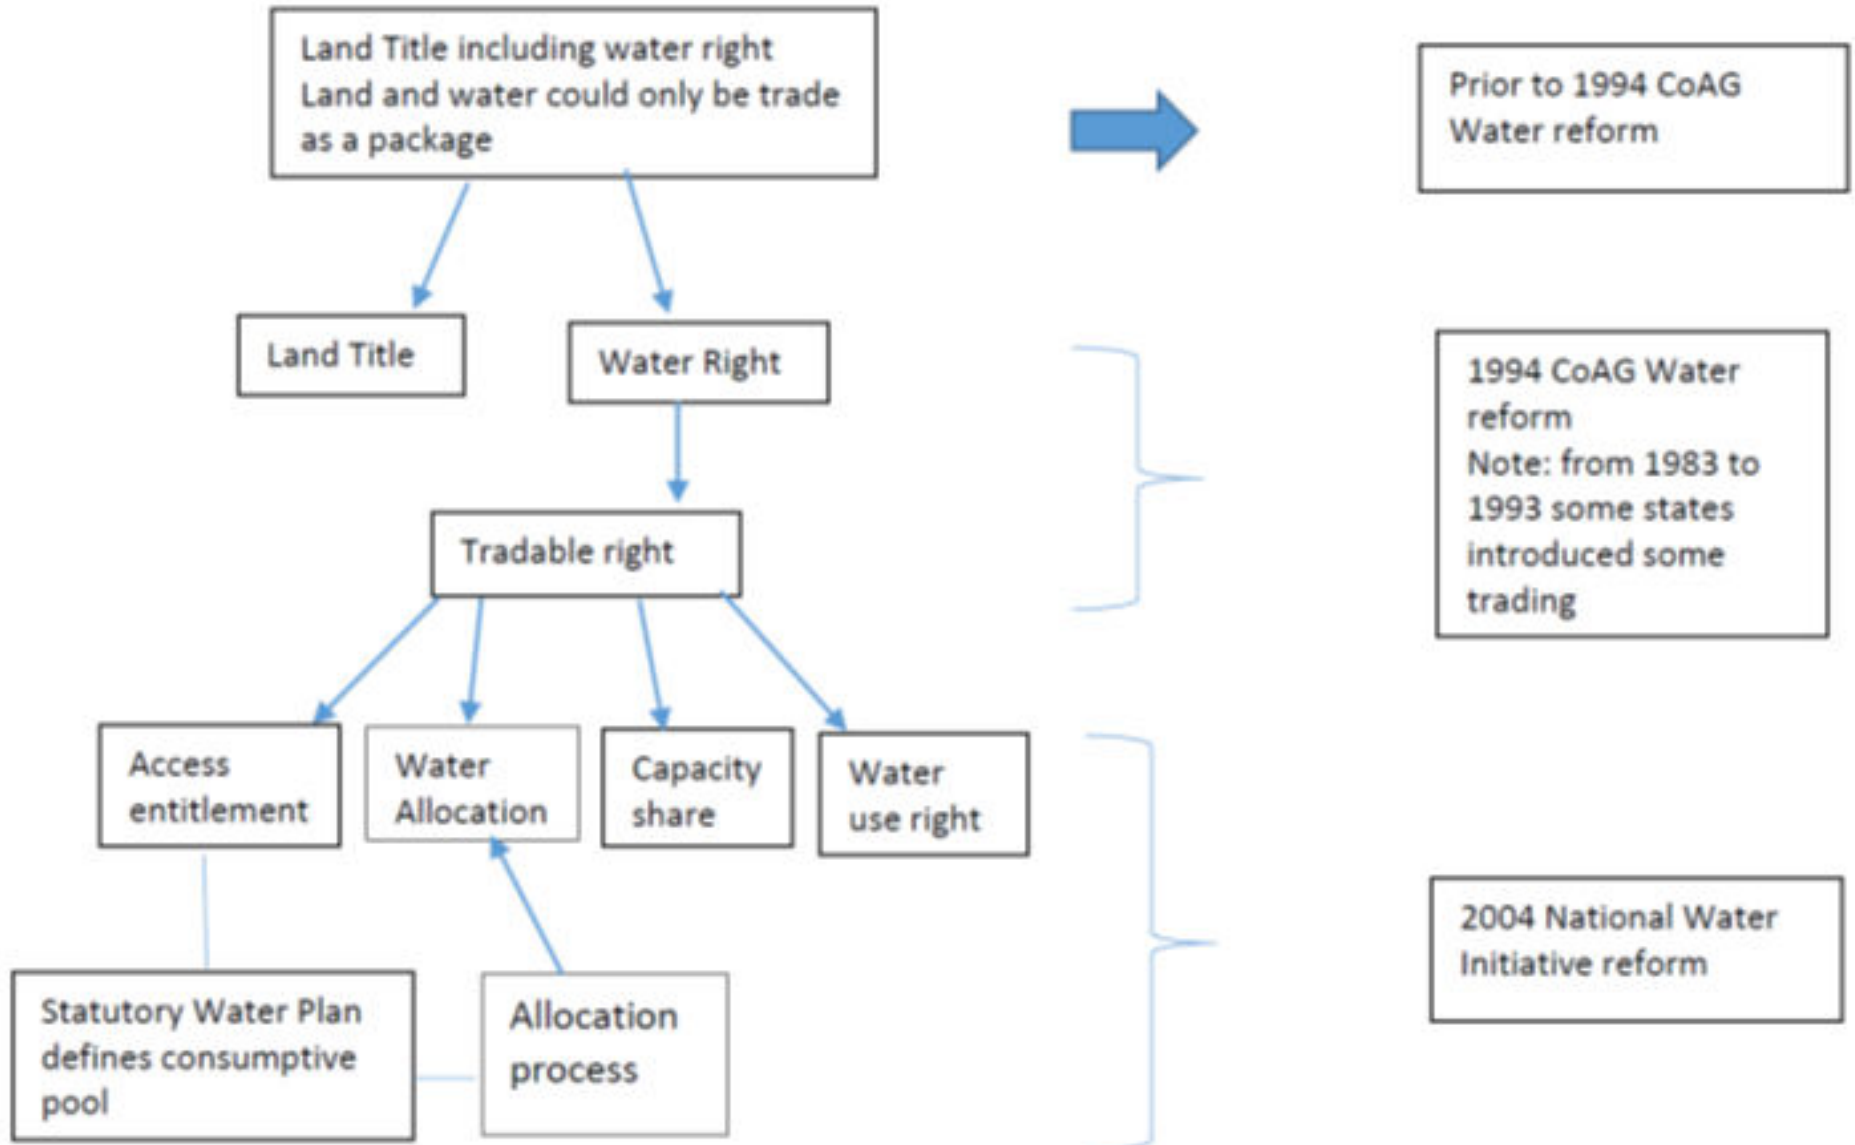 Land Title including water right
Land and water could only be trade
as a package
Prior to 1994 CoAG
Water reform
Land Title
Water Right
1994 CoAG Water
reform
Note: from 1983 to
1993 some states
introduced some
trading
Tradable right
Access
entitlement
Water
Allocation
Capacity
share
Water
use right
2004 National Water
Initiative reform
Statutory Water Plan
defines consumptive
pool
Allocation
process